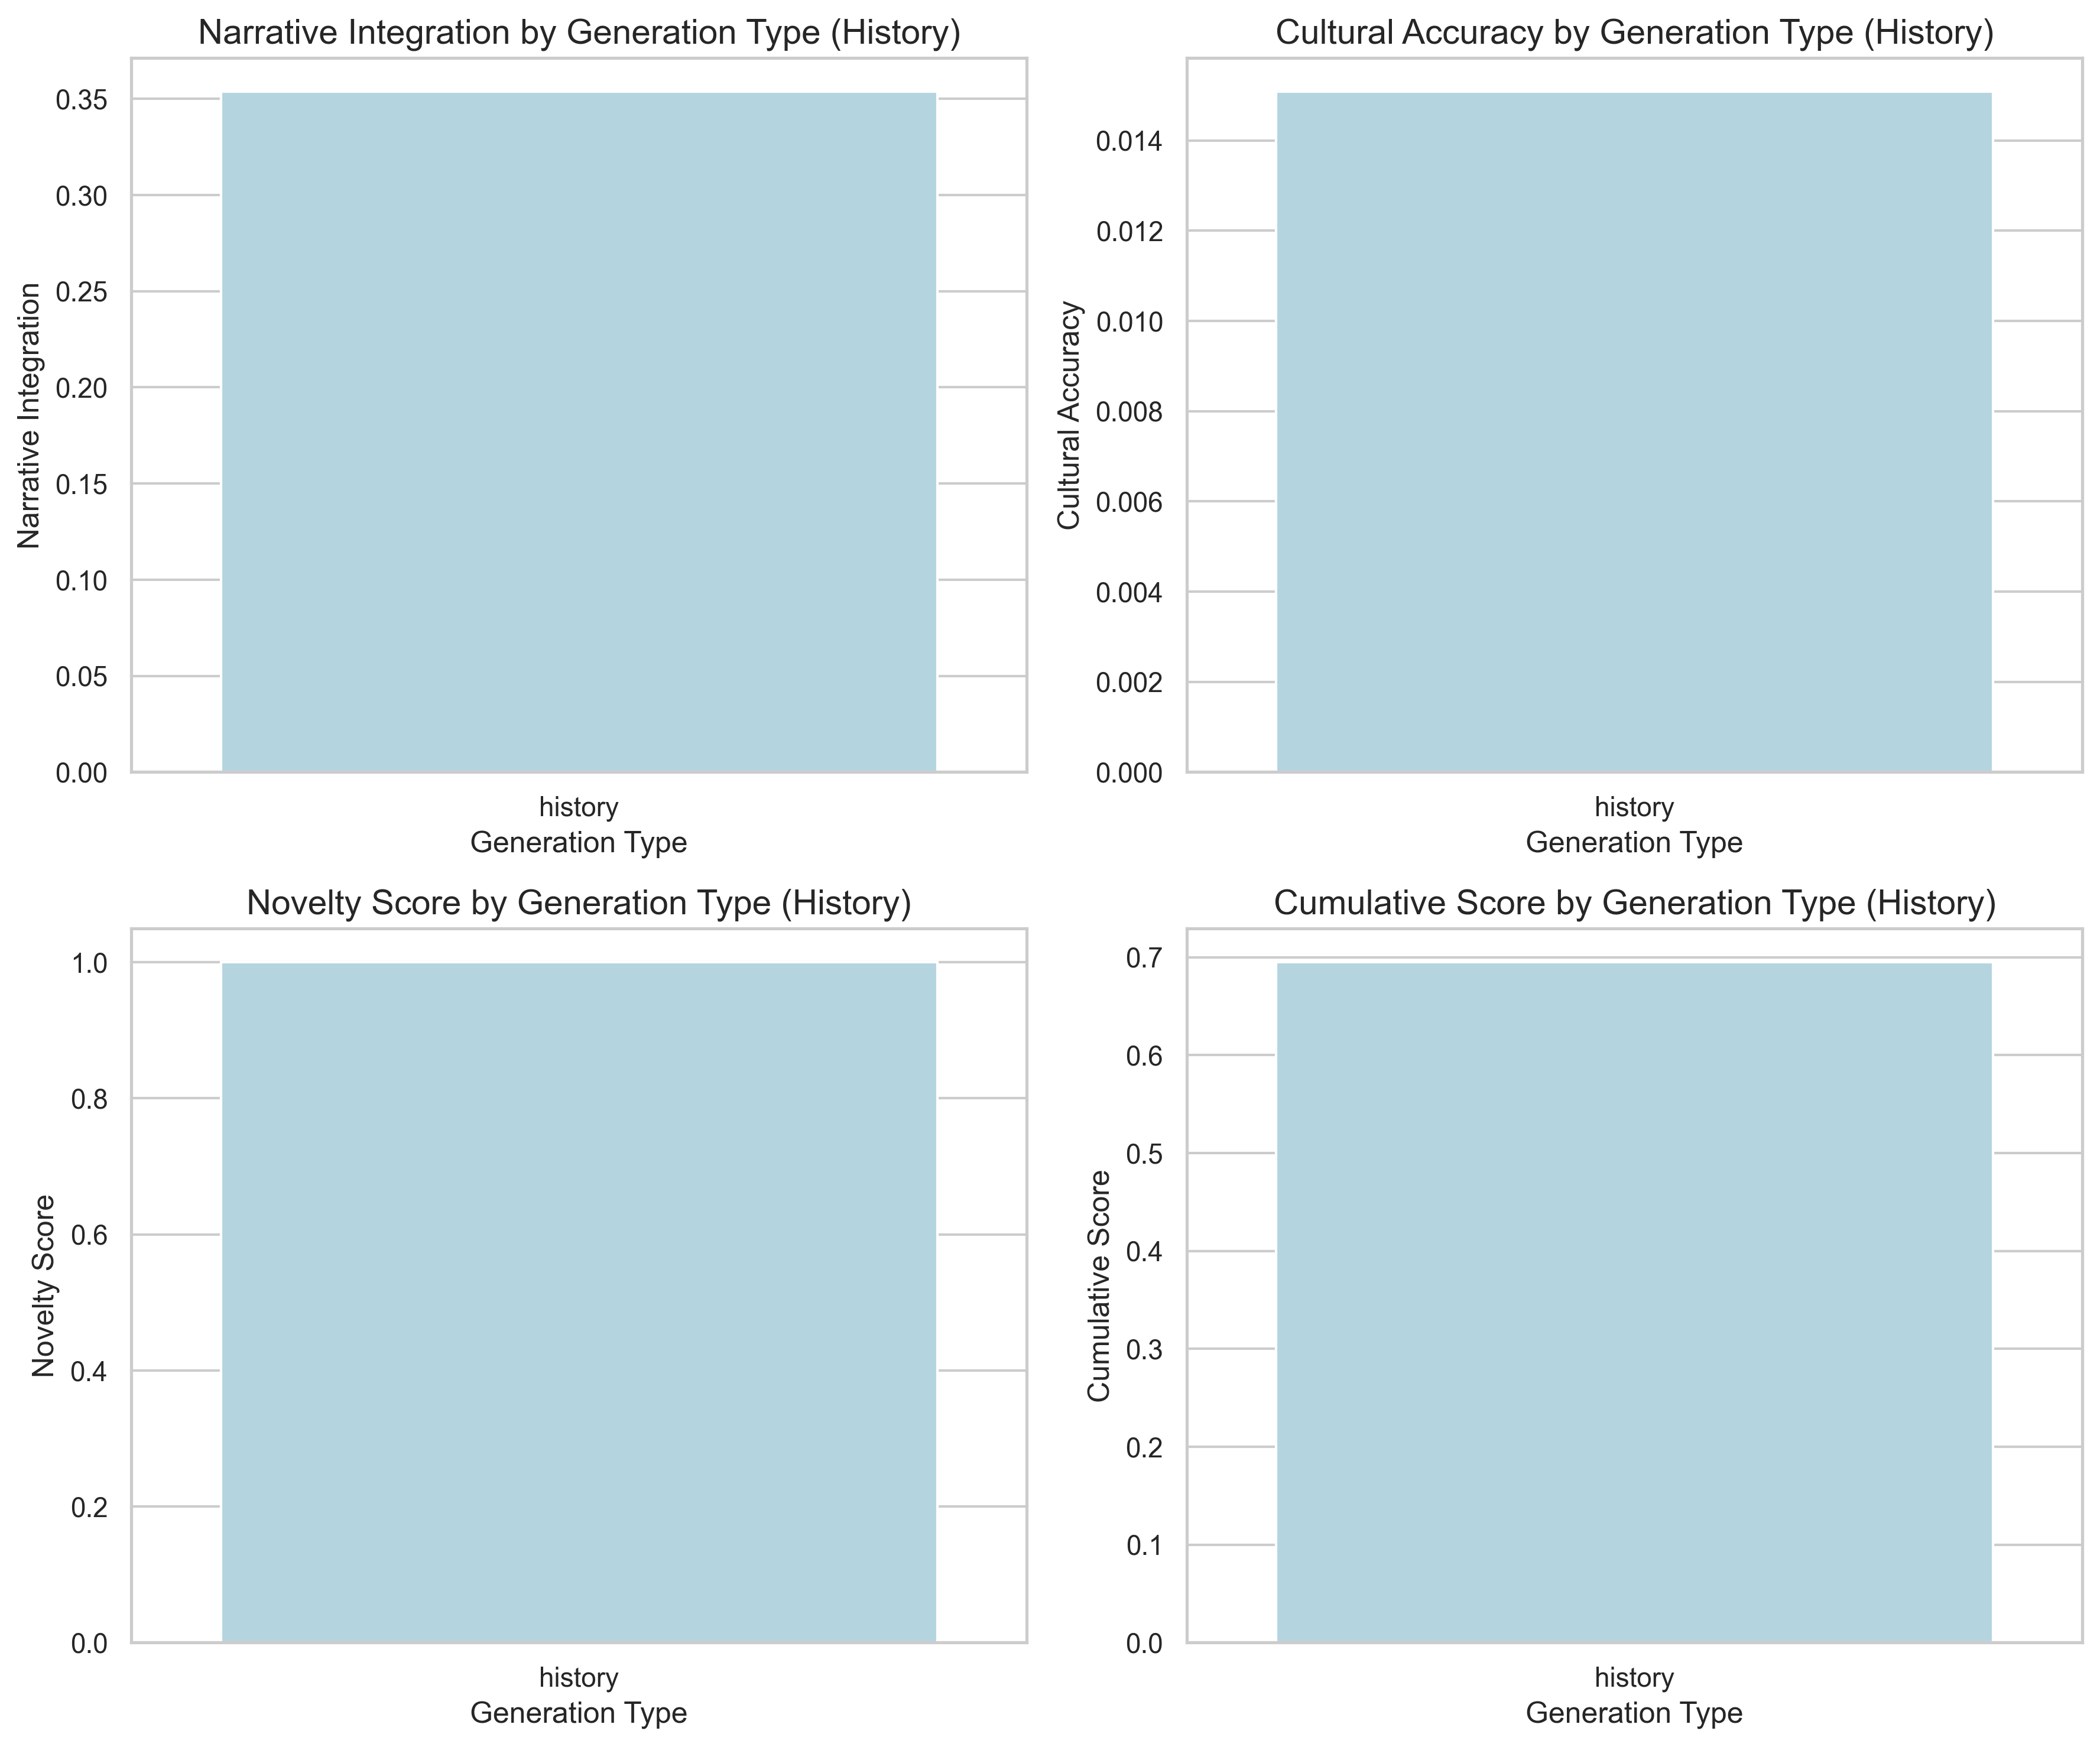 Narrative Integration by Generation Type (History)
0.35
0.30
0.25
0.20
0.15
0.10
0.05
0.00
Narrative Integration
history
Generation Type
Cultural Accuracy by Generation Type (History)
0.014
0.012
0.010
0.008
0.006
0.004
0.002
0.000
Cultural Accuracy
history
Generation Type
Novelty Score by Generation Type (History)
1.0
0.8
0.6
0.4
0.2
0.0
Novelty Score
history
Generation Type
Cumulative Score by Generation Type (History)
0.7
0.6
0.5
0.4
0.3
0.2
0.1
0.0
Cumulative Score
history
Generation Type